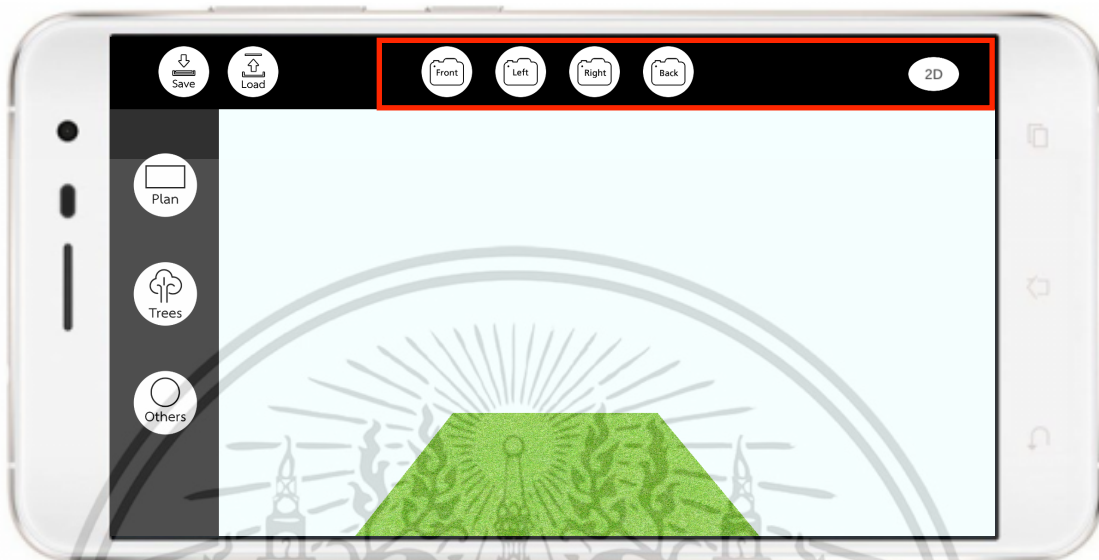 Save
Load
Front
Left
Right
Back
2D
Plan
Trees
Others